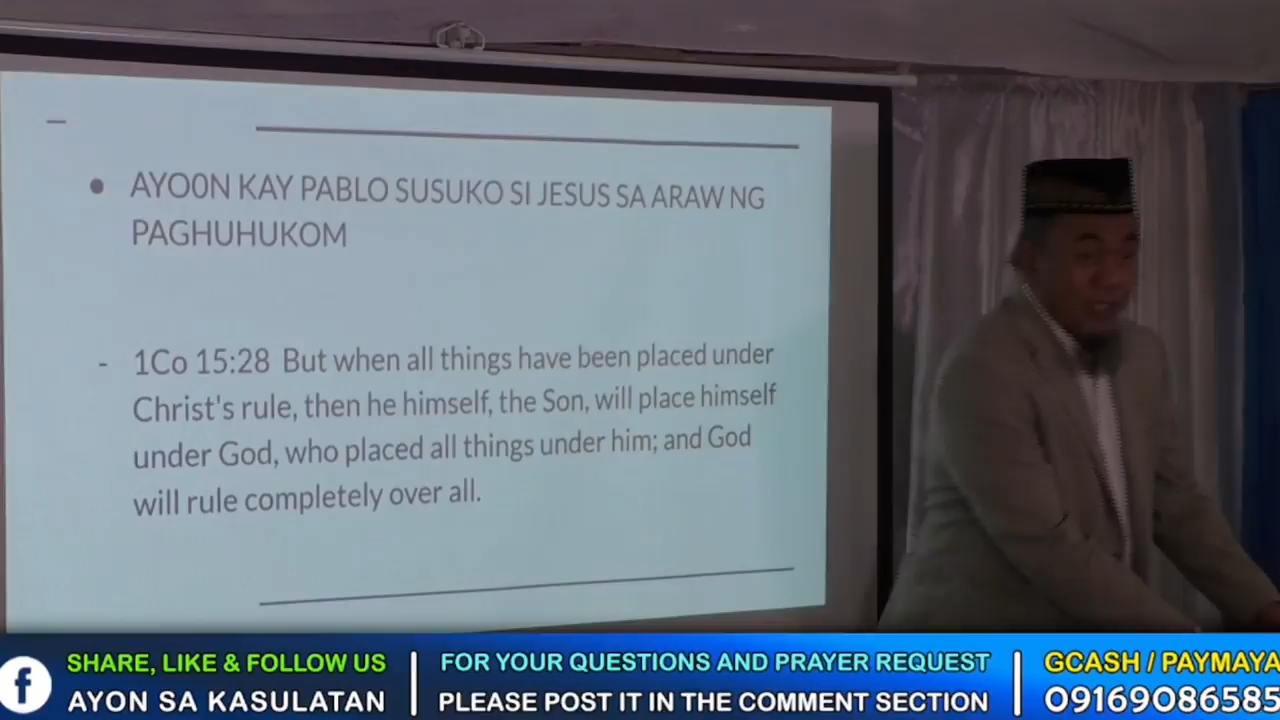 AYO0N KAY PABLO SUSUKO SI JESUS SA ARAW NG
PAGHUHUKOM
- 1Co 15:28 But when all things have been placed under
Christ's rule, then he himself, the Son, will place himself
under God, who placed all things under him; and God
will rule completely over all.
SHARE, LIKE & FOLLOW US
AYON SA KASULATAN
FOR YOUR QUESTIONS AND PRAYER REQUEST
PLEASE POST IT IN THE COMMENT SECTION
GCASH / PAYMAYA
09169086585